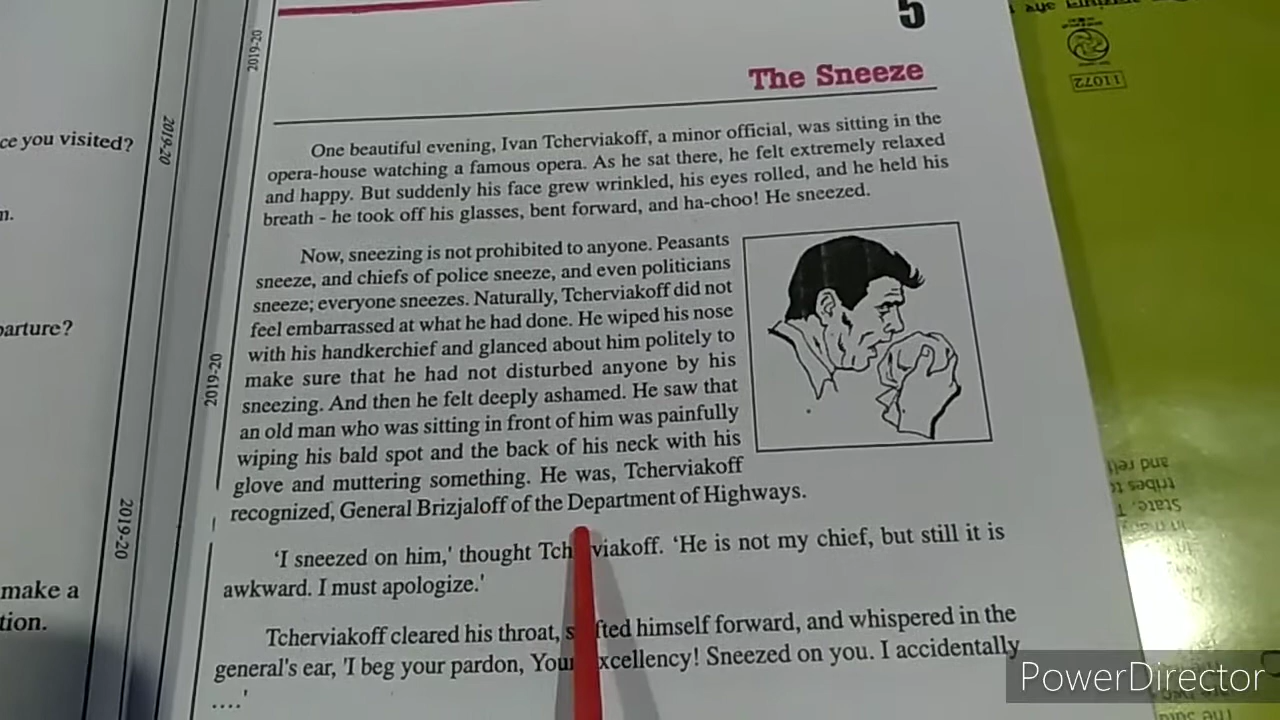 5
The Sneeze
One beautiful evening, Ivan Tcherviakoff, a minor official, was sitting in the
opera-house watching a famous opera. As he sat there, he felt extremely relaxed
and happy. But suddenly his face grew wrinkled, his eyes rolled, and he held his
breath - he took off his glasses, bent forward, and ha-choo! He sneezed.
Now, sneezing is not prohibited to anyone. Peasants
sneeze, and chiefs of police sneeze, and even politicians
sneeze; everyone sneezes. Naturally, Tcherviakoff did not
feel embarrassed at what he had done. He wiped his nose
with his handkerchief and glanced about him politely to
make sure that he had not disturbed anyone by his
sneezing. And then he felt deeply ashamed. He saw that
an old man who was sitting in front of him was painfully
wiping his bald spot and the back of his neck with his
glove and muttering something. He was, Tcherviakoff
recognized, General Brizjaloff of the Department of Highways.
'I sneezed on him,' thought Tch viakoff. 'He is not my chief, but still it is
awkward. I must apologize.'
Tcherviakoff cleared his throat, s fted himself forward, and whispered in the
general's ear, 'I beg your pardon, You xcellency! Sneezed on you. I accidentally
....'
ce you visited?
n.
parture?
make a
tion.
2019-20
2019-20
2019-20
2019-20
11072
and reli
tribes to
State, T
PowerDirector